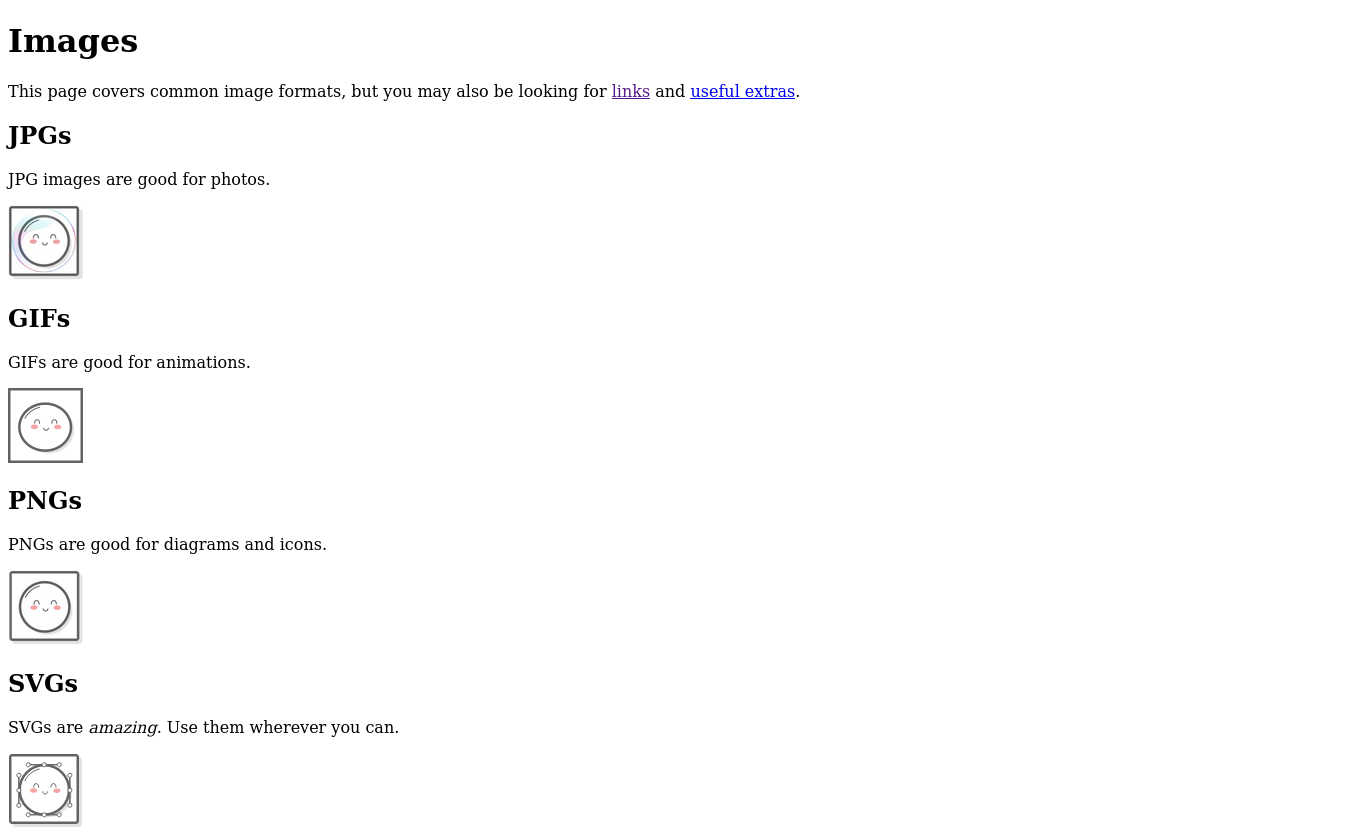 Images
This page covers common image formats, but you may also be looking for links and useful extras.
JPGs
JPG images are good for photos.
GIFs
GIFs are good for animations.
PNGs
PNGs are good for diagrams and icons.
SVGs
SVGs are amazing. Use them wherever you can.